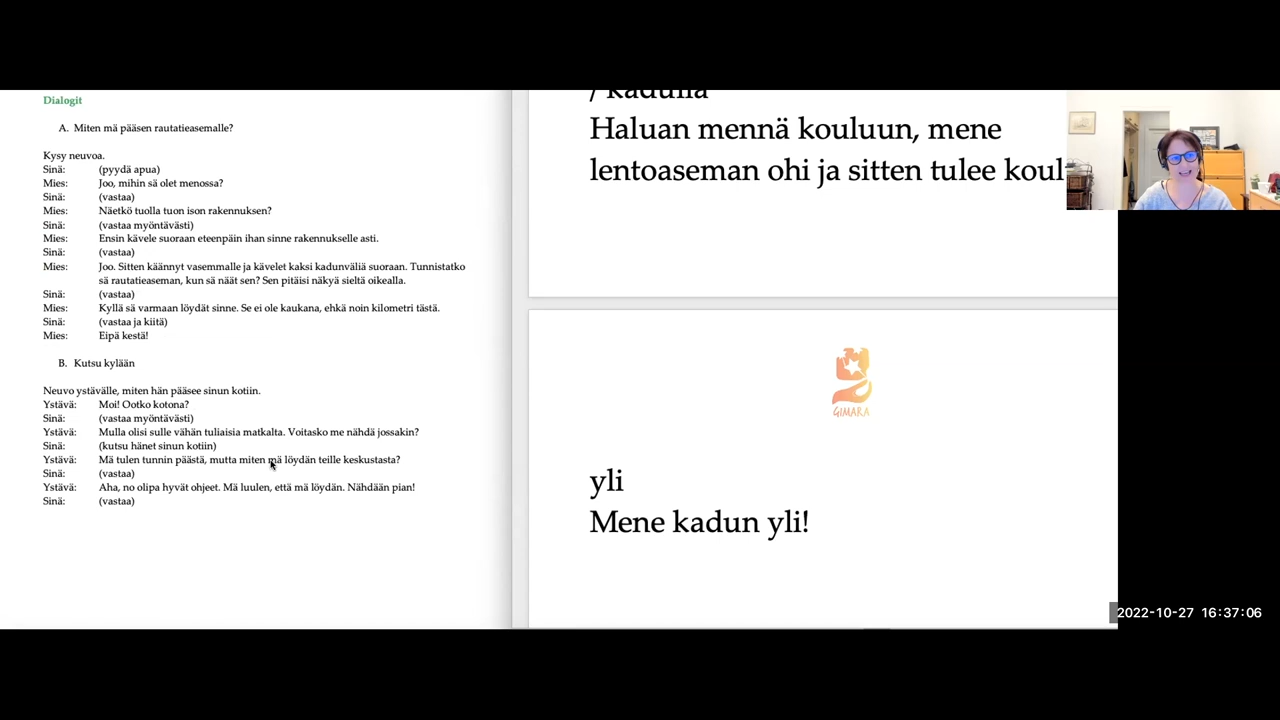 Dialogit
A. Miten mä pääsen rautatieasemalle?
Kysy neuvoa.
Sinä: (pyydä apua)
Mies: Joo, mihin sä olet menossa?
Sinä: (vastaa)
Mies: Näetkö tuolla tuon ison rakennuksen?
Sinä: (vastaa myöntävästi)
Mies: Ensin kävele suoraan eteenpäin ihan sinne rakennukselle asti.
Sinä: (vastaa)
Mies: Joo. Sitten käännyt vasemmalle ja kävelet kaksi kadunväliä suoraan. Tunnistatko
sä rautatieaseman, kun sä näät sen? Sen pitäisi näkyä sieltä oikealla.
Sinä: (vastaa)
Mies: Kyllä sä varmaan löydät sinne. Se ei ole kaukana, ehkä noin kilometri tästä.
Sinä: (vastaa ja kiitä)
Mies: Eipä kestä!
B. Kutsu kylään
Neuvo ystävälle, miten hän pääsee sinun kotiin.
Ystävä: Moi! Ootko kotona?
Sinä: (vastaa myöntävästi)
Ystävä: Mulla olisi sulle vähän tuliaisia matkalta. Voitasko me nähdä jossakin?
Sinä: (kutsu hänet sinun kotiin)
Ystävä: Mä tulen tunnin päästä, mutta miten mä löydän teille keskustasta?
Sinä: (vastaa)
Ystävä: Aha, no olipa hyvät ohjeet. Mä luulen, että mä löydän. Nähdään pian!
Sinä: (vastaa)
/ kadulla
Haluan mennä kouluun, mene
lentoaseman ohi ja sitten tulee koul
GIMARA
yli
Mene kadun yli!
2022-10-27 16:37:06